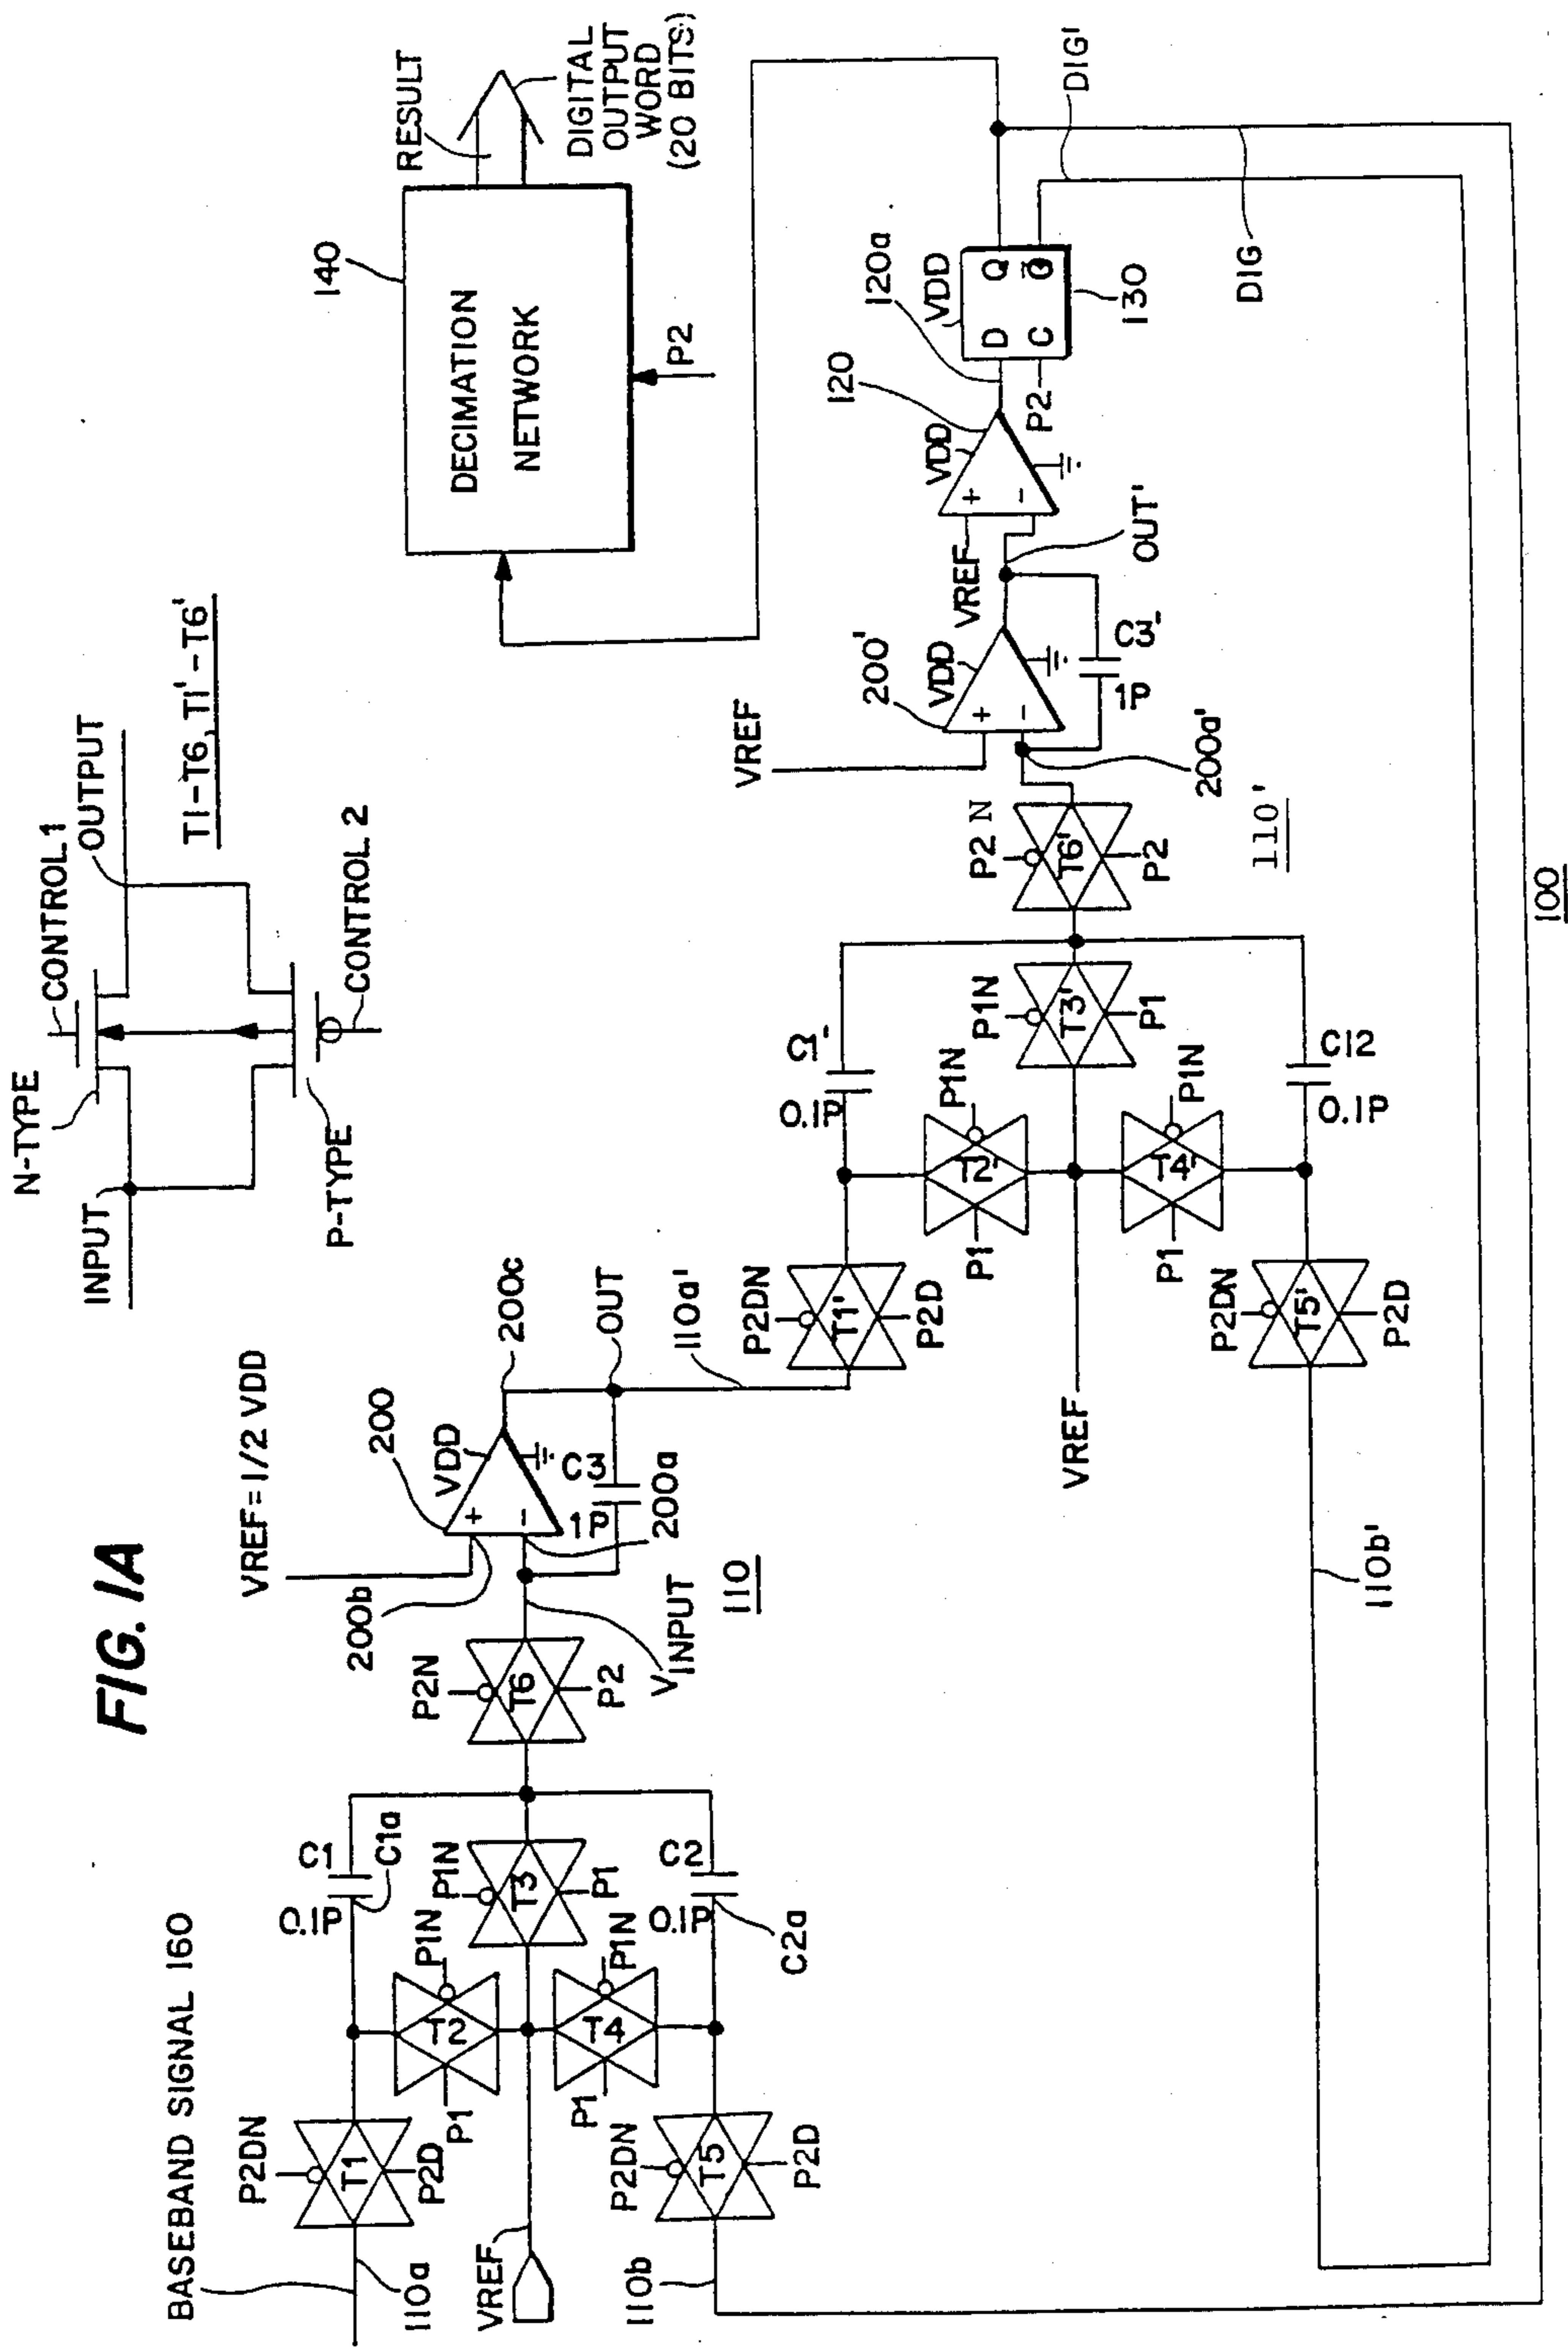 FIG. 1A
N-TYPE
CONTROL 1
INPUT
OUTPUT
P-TYPE
CONTROL 2
T1-T6, T1'-T6'
140
RESULT
DECIMATION
NETWORK
DIGITAL
OUTPUT
WORD
(20 BITS)
P2
BASEBAND SIGNAL 160
110a
P2DN
T1
P2D
0.1P
C1
C1a
P1
T2
P1N
VREF
P1N
T3
P1
P1
T4
P1N
0.1P
C2
C2a
P2DN
T5
P2D
110b
P2N
T6
P2
VINPUT
110
VREF=1/2 VDD
200b
200
VDD
+
-
1P
C3
200a
200c
OUT
110a'
P2DN
T1'
P2D
0.1P
C1'
P1
T2'
P1N
VREF
P1N
T3'
P1
P1
T4'
P1N
0.1P
C12
P2DN
T5'
P2D
110b'
P2N
T6'
P2
110'
VREF
200'
VDD
+
-
1P
C3'
200a'
OUT'
VREF
120
VDD
+
-
120a
VDD
D
Q
C
Q̅
P2
130
DIG
DIG'
100